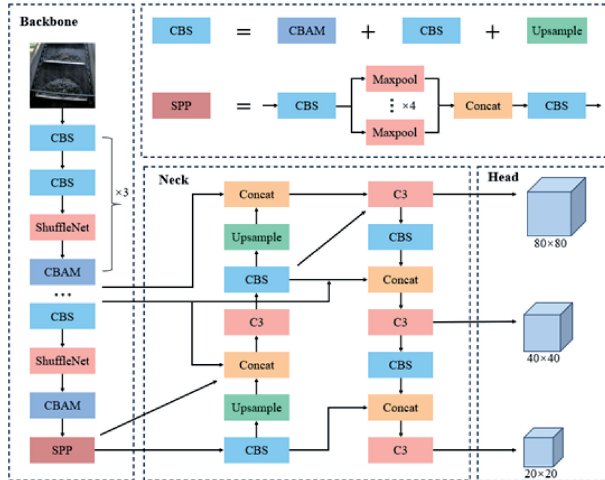 Backbone
CBS
CBS
ShuffleNet
CBAM
×3
...
CBS
ShuffleNet
CBAM
SPP
CBS = CBAM + CBS + Upsample
SPP = CBS Maxpool ⋮ ×4 Maxpool Concat CBS
Neck
Concat
Upsample
CBS
C3
Concat
Upsample
CBS
C3
CBS
Concat
C3
CBS
Concat
C3
Head
80×80
40×40
20×20